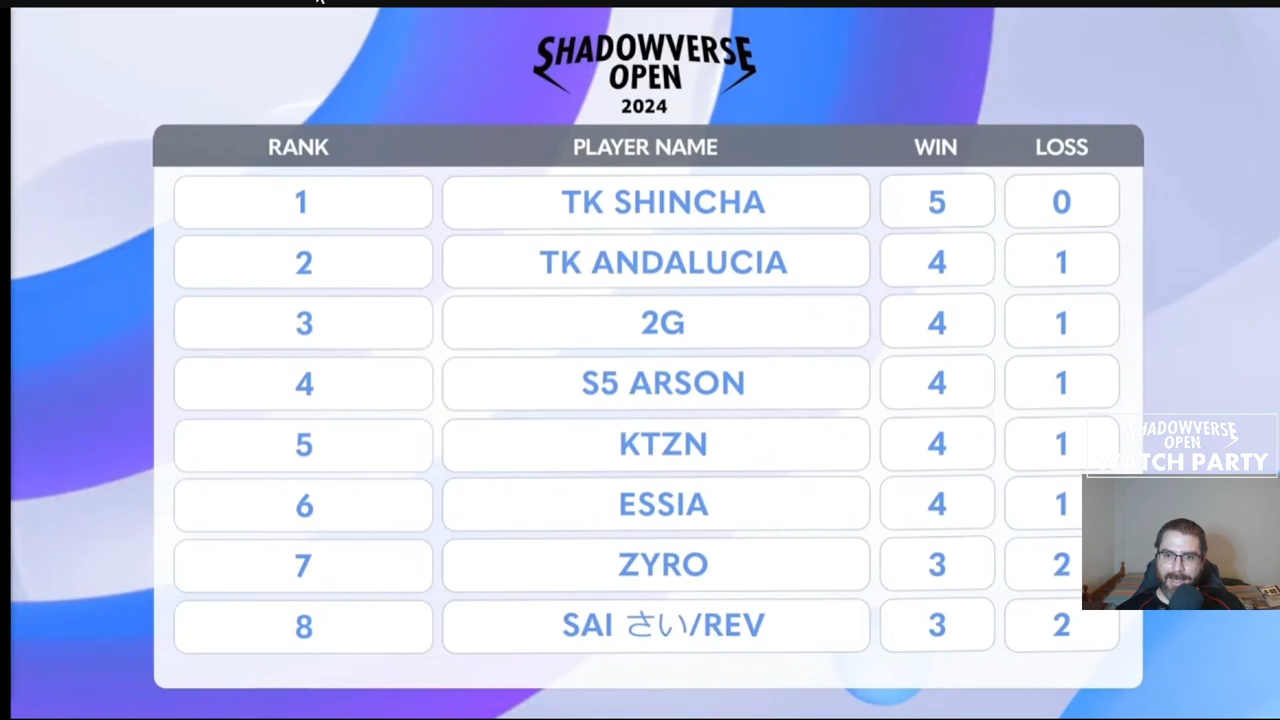 SHADOWVERSE
OPEN
2024
RANK PLAYER NAME WIN LOSS
1 TK SHINCHA 5 0
2 TK ANDALUCIA 4 1
3 2G 4 1
4 S5 ARSON 4 1
5 KTZN 4 1
6 ESSIA 4 1
7 ZYRO 3 2
8 SAI さい/REV 3 2
SHADOWVERSE
OPEN
WATCH PARTY